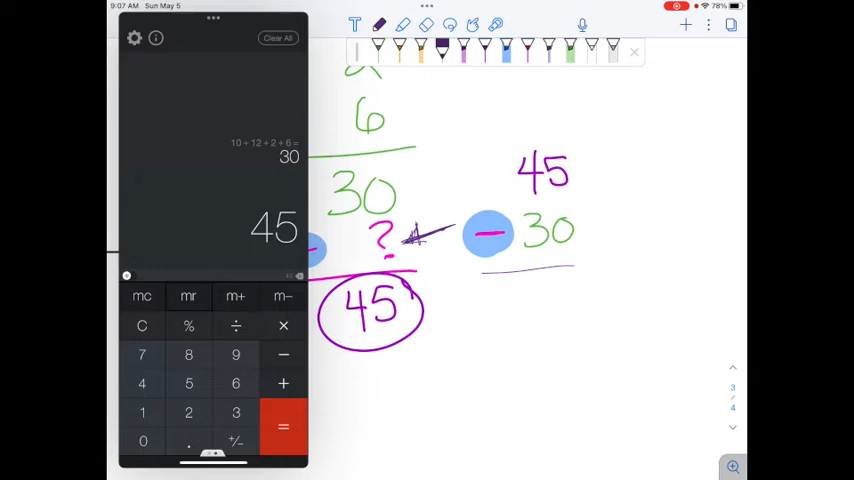 9:07 AM Sun May 5
78%
T
Clear All
10+12+2+6=
30
45
45
mc mr m+ m−
C % ÷ ×
7 8 9 −
4 5 6 +
1 2 3 =
0 . +/−
6
30
− ?
45
45
− 30
3
/
4